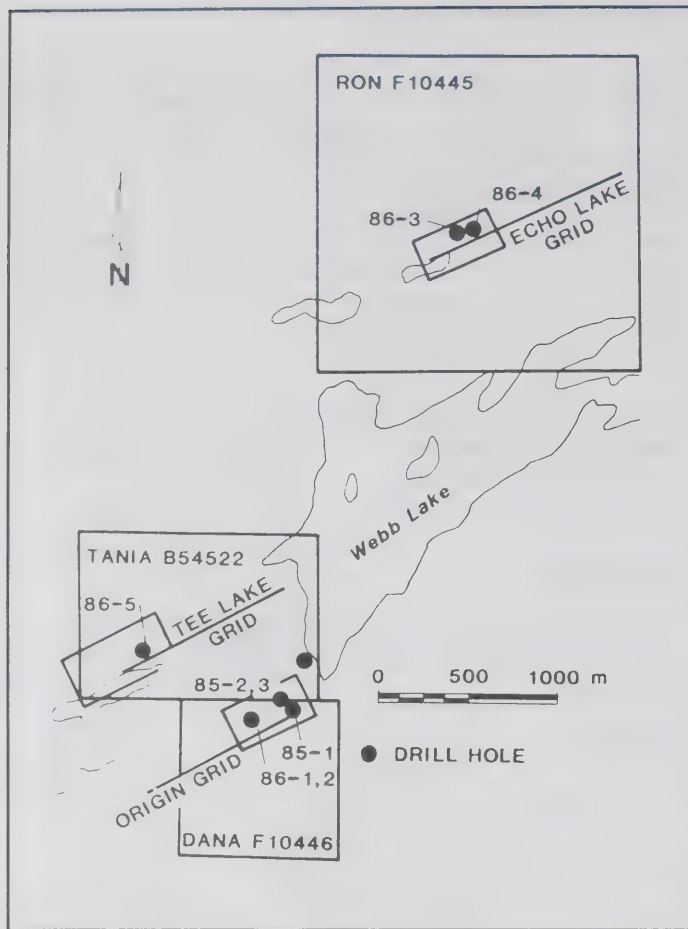 RON F10445
86-4
86-3
ECHO LAKE
GRID
N
Webb Lake
TANIA B54522
86-5
TEE LAKE
GRID
0 500 1000 m
85-2,3
85-1
DRILL HOLE
86-1,2
ORIGIN GRID
DANA F10446